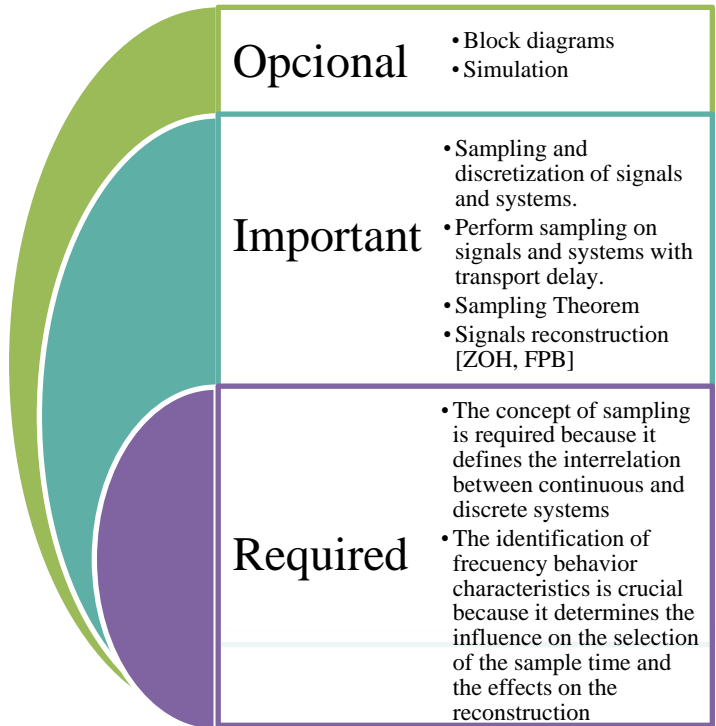 Opcional
• Block diagrams
• Simulation
Important
• Sampling and
discretization of signals
and systems.
• Perform sampling on
signals and systems with
transport delay.
• Sampling Theorem
• Signals reconstruction
[ZOH, FPB]
Required
• The concept of sampling
is required because it
defines the interrelation
between continuous and
discrete systems
• The identification of
frecuency behavior
characteristics is crucial
because it determines the
influence on the selection
of the sample time and
the effects on the
reconstruction